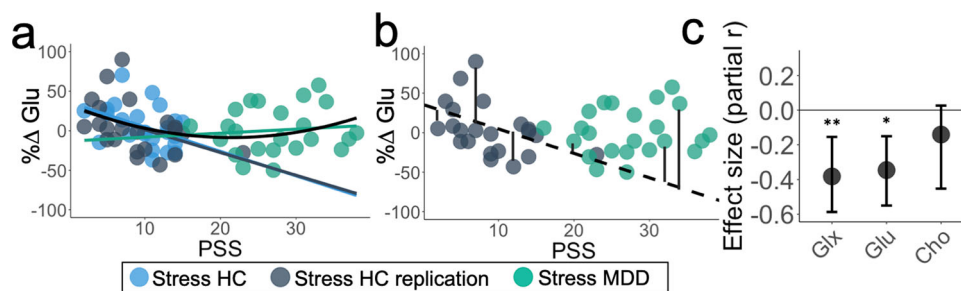 a
%Δ Glu
100
50
0
-50
-100
10 20 30
PSS
b
%Δ Glu
100
50
0
-50
-100
10 20 30
PSS
c
Effect size (partial r)
0.2
0.0
-0.2
-0.4
-0.6
** *
Glx Glu Cho
Stress HC Stress HC replication Stress MDD